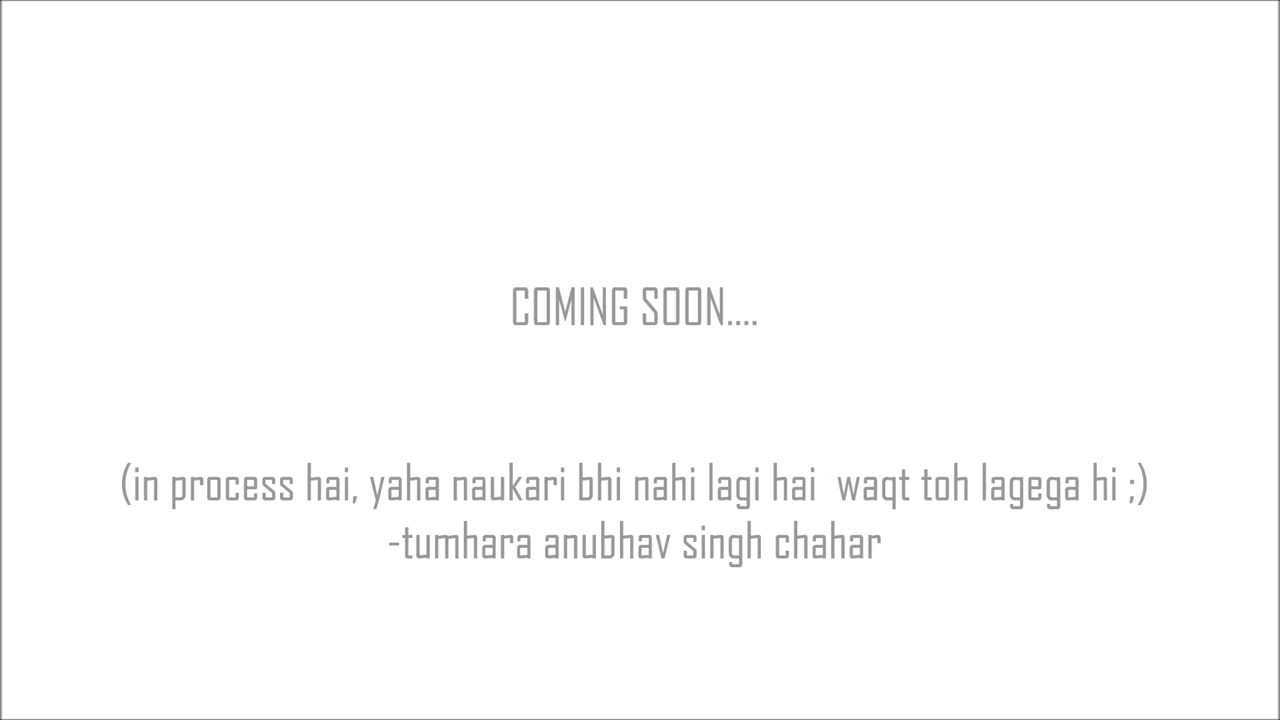 COMING SOON....
(in process hai, yaha naukari bhi nahi lagi hai  waqt toh lagega hi ;)
-tumhara anubhav singh chahar